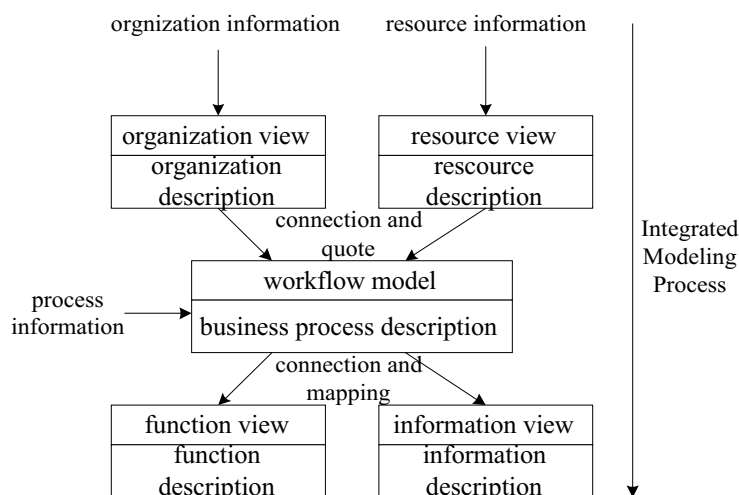 orgnization information
resource information
organization view
organization
description
resource view
rescource
description
connection and
quote
Integrated
Modeling
Process
workflow model
business process description
process
information
connection and
mapping
function view
function
description
information view
information
description